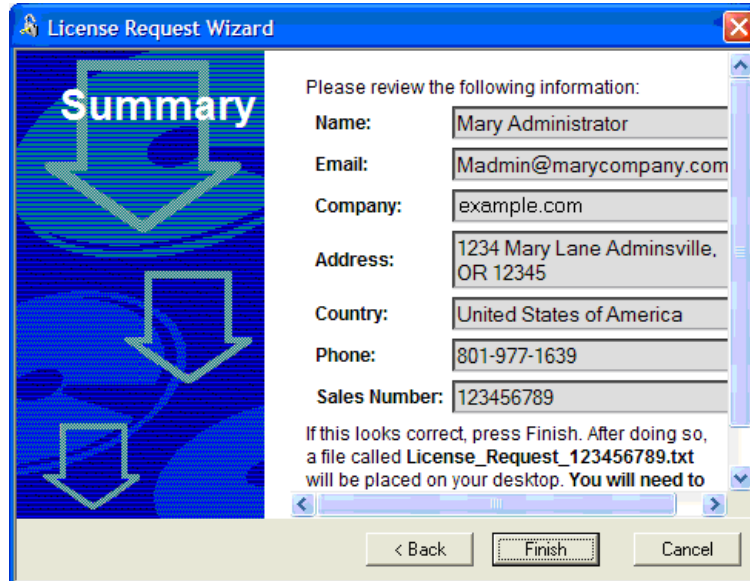 License Request Wizard
Summary
Please review the following information:
Name: Mary Administrator
Email: Madmin@marycompany.com
Company: example.com
Address: 1234 Mary Lane Adminsville,
OR 12345
Country: United States of America
Phone: 801-977-1639
Sales Number: 123456789
If this looks correct, press Finish. After doing so,
a file called License_Request_123456789.txt
will be placed on your desktop. You will need to
< Back Finish Cancel